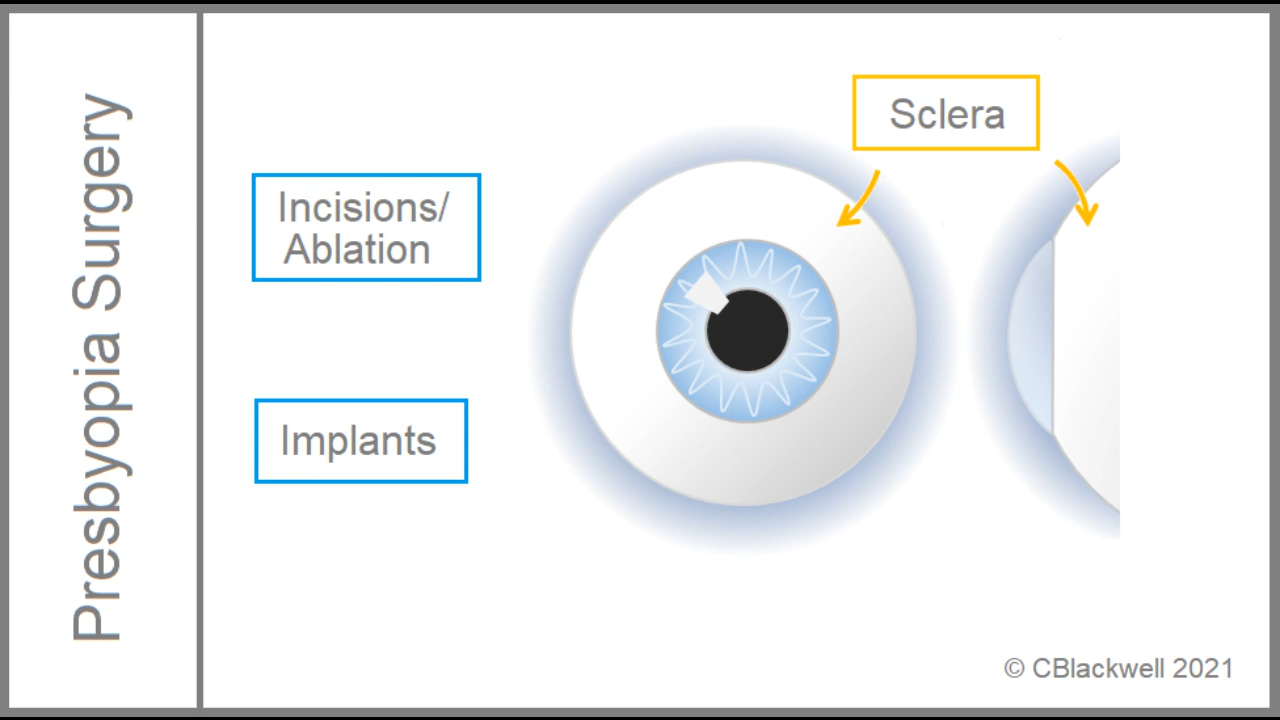 Presbyopia Surgery
Incisions/
Ablation
Implants
Sclera
© CBlackwell 2021